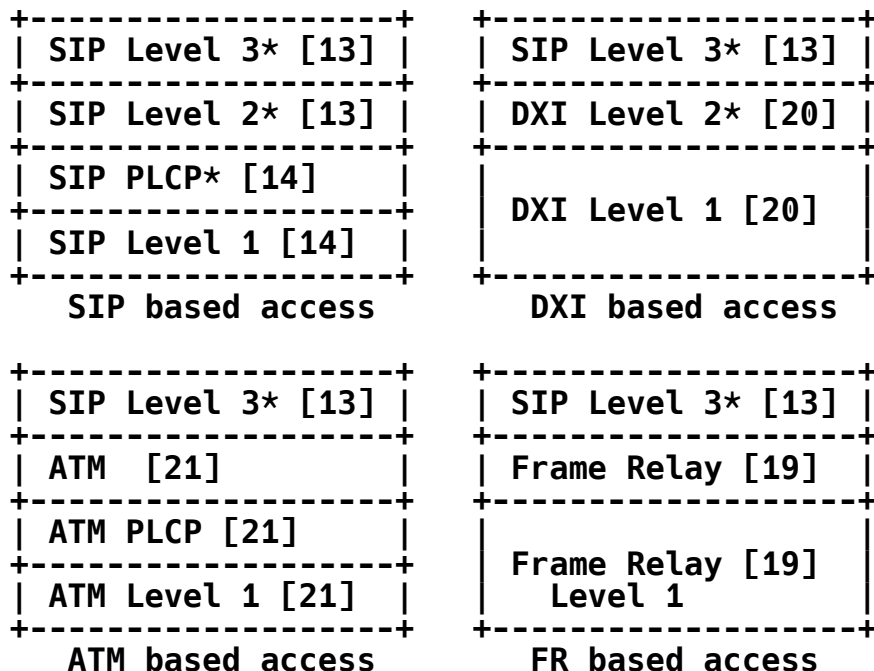 +-------------------+   +-------------------+
| SIP Level 3* [13] |   | SIP Level 3* [13] |
+-------------------+   +-------------------+
| SIP Level 2* [13] |   | DXI Level 2* [20] |
+-------------------+   +-------------------+
| SIP PLCP* [14]    |   |                   |
+-------------------+   | DXI Level 1 [20]  |
| SIP Level 1 [14]  |   |                   |
+-------------------+   +-------------------+
   SIP based access        DXI based access

+-------------------+   +-------------------+
| SIP Level 3* [13] |   | SIP Level 3* [13] |
+-------------------+   +-------------------+
| ATM  [21]         |   | Frame Relay [19]  |
+-------------------+   +-------------------+
| ATM PLCP [21]     |   |                   |
+-------------------+   | Frame Relay [19]  |
| ATM Level 1 [21]  |   |   Level 1         |
+-------------------+   +-------------------+
   ATM based access        FR based access